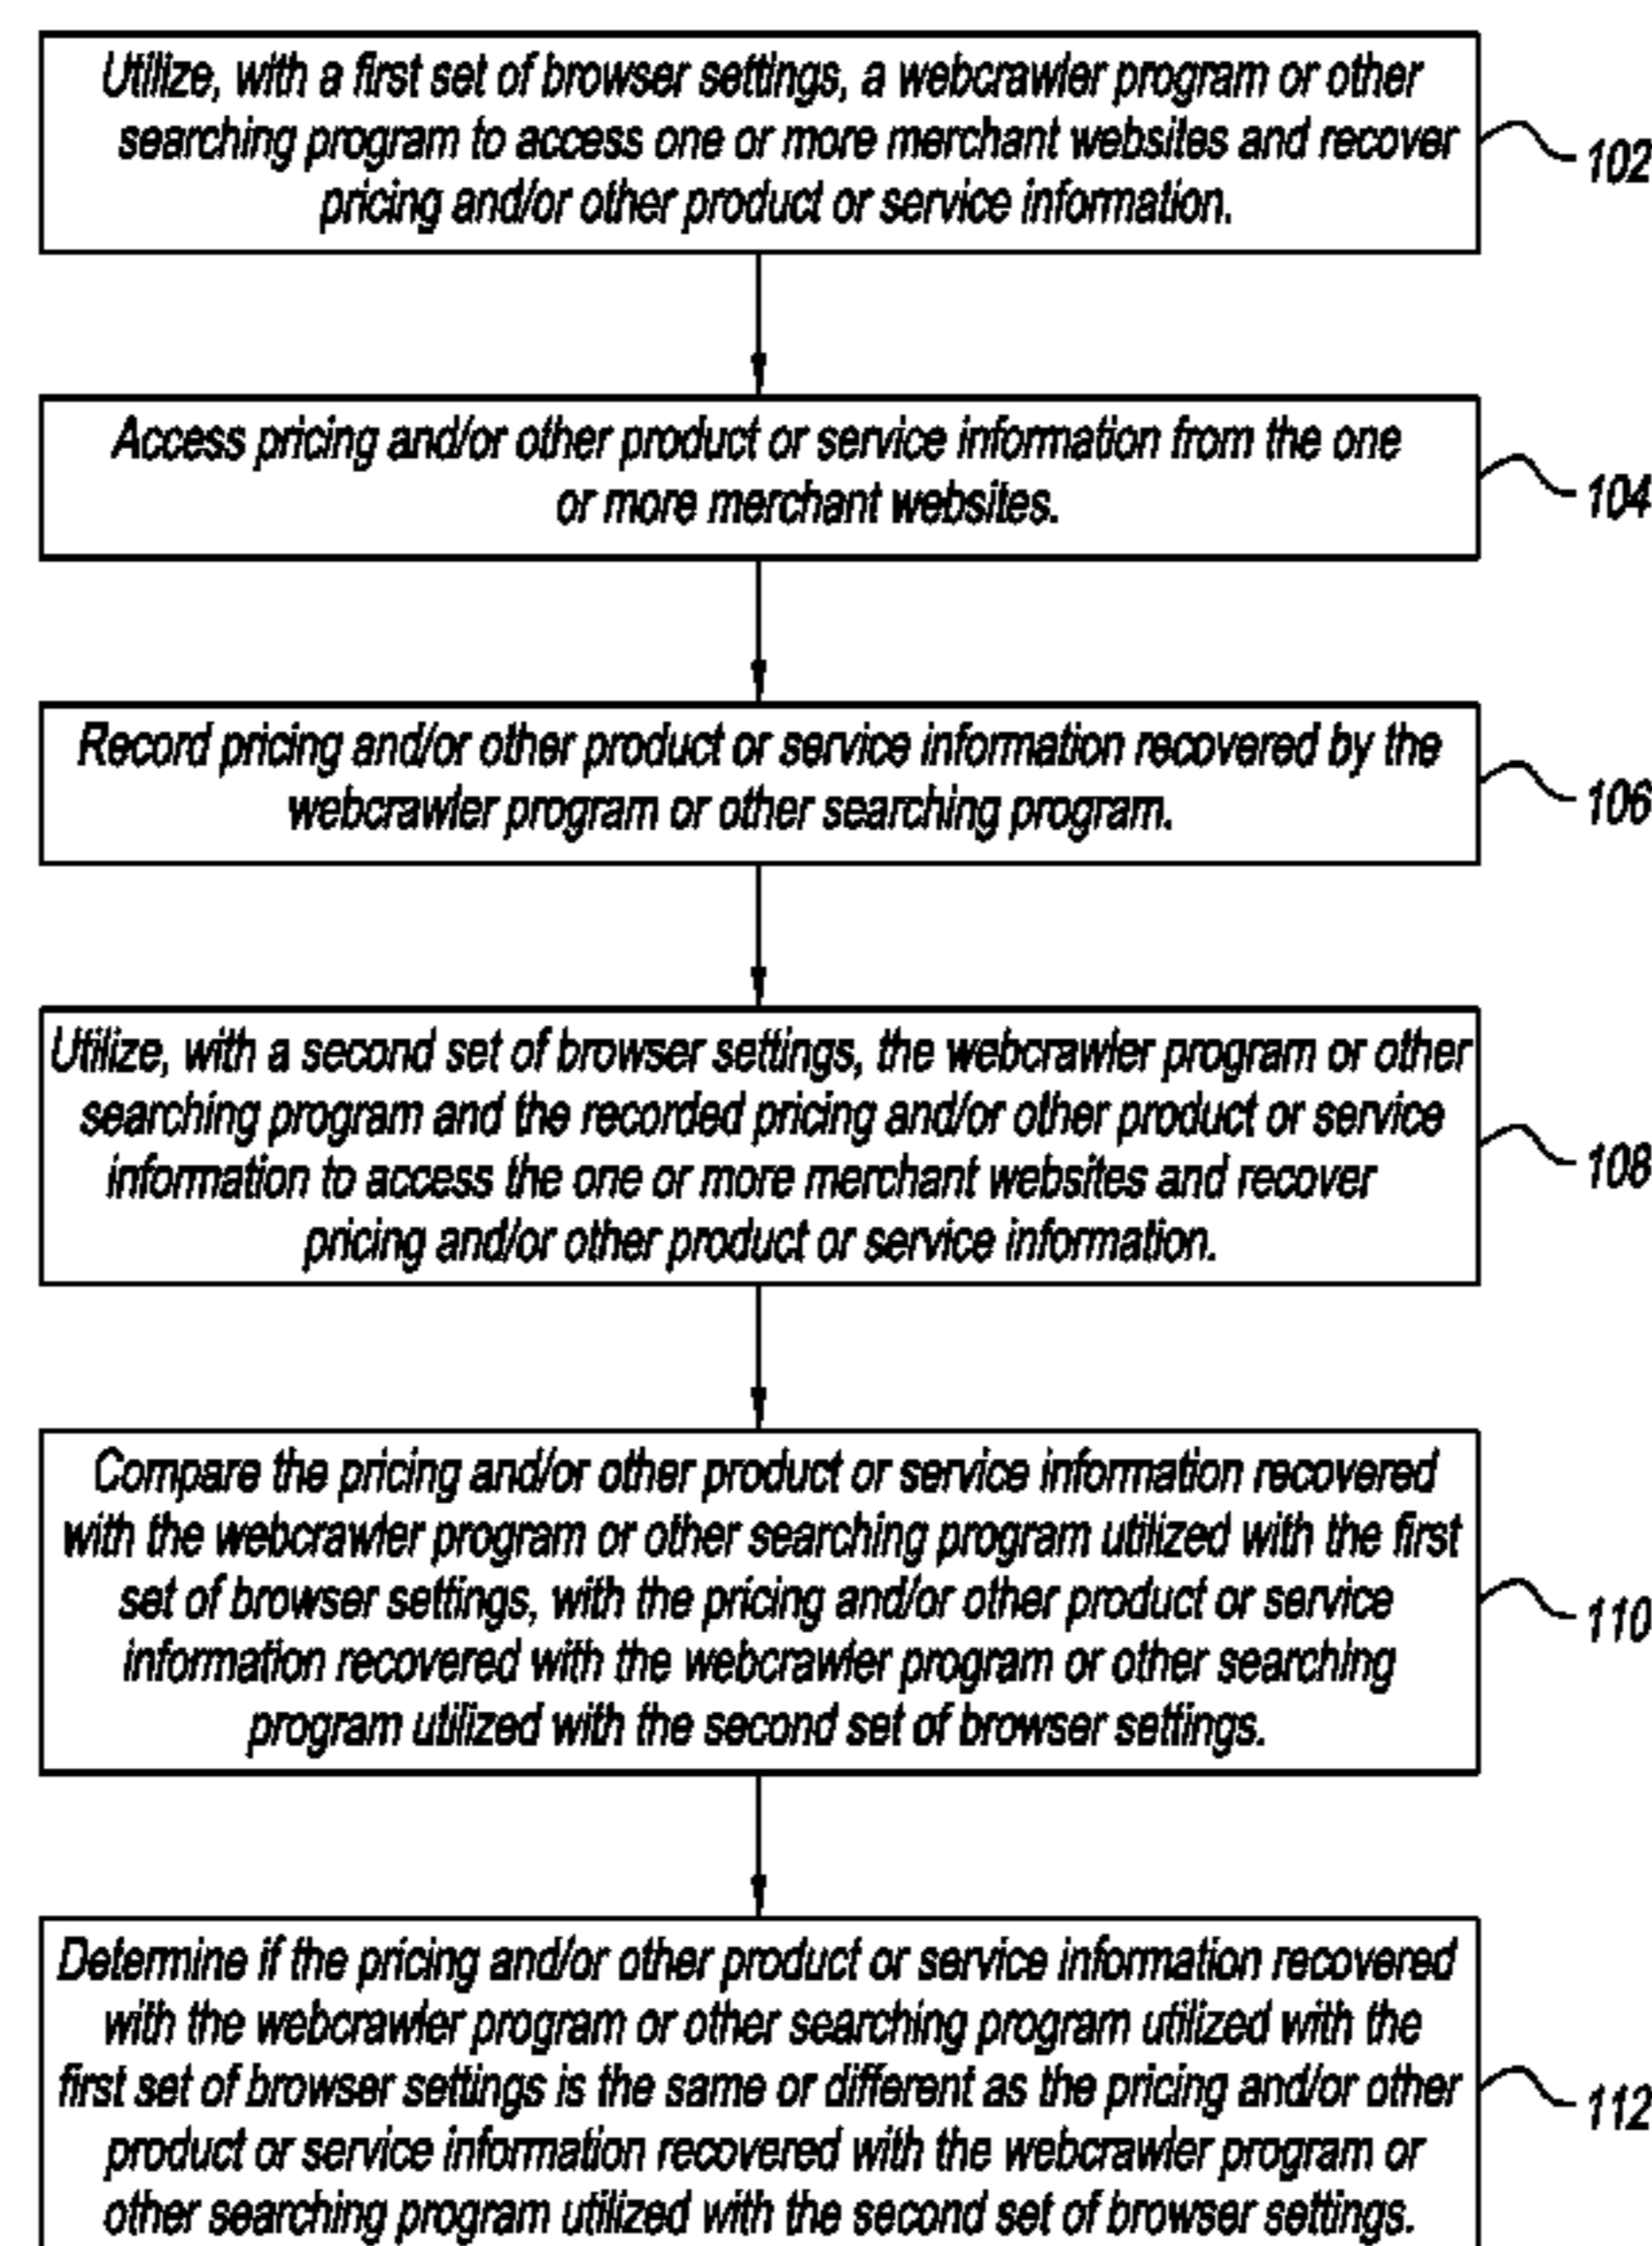 Utilize, with a first set of browser settings, a webcrawler program or other
searching program to access one or more merchant websites and recover
pricing and/or other product or service information.
102
Access pricing and/or other product or service information from the one
or more merchant websites.
104
Record pricing and/or other product or service information recovered by the
webcrawler program or other searching program.
106
Utilize, with a second set of browser settings, the webcrawler program or other
searching program and the recorded pricing and/or other product or service
information to access the one or more merchant websites and recover
pricing and/or other product or service information.
108
Compare the pricing and/or other product or service information recovered
with the webcrawler program or other searching program utilized with the first
set of browser settings, with the pricing and/or other product or service
information recovered with the webcrawler program or other searching
program utilized with the second set of browser settings.
110
Determine if the pricing and/or other product or service information recovered
with the webcrawler program or other searching program utilized with the
first set of browser settings is the same or different as the pricing and/or other
product or service information recovered with the webcrawler program or
other searching program utilized with the second set of browser settings.
112